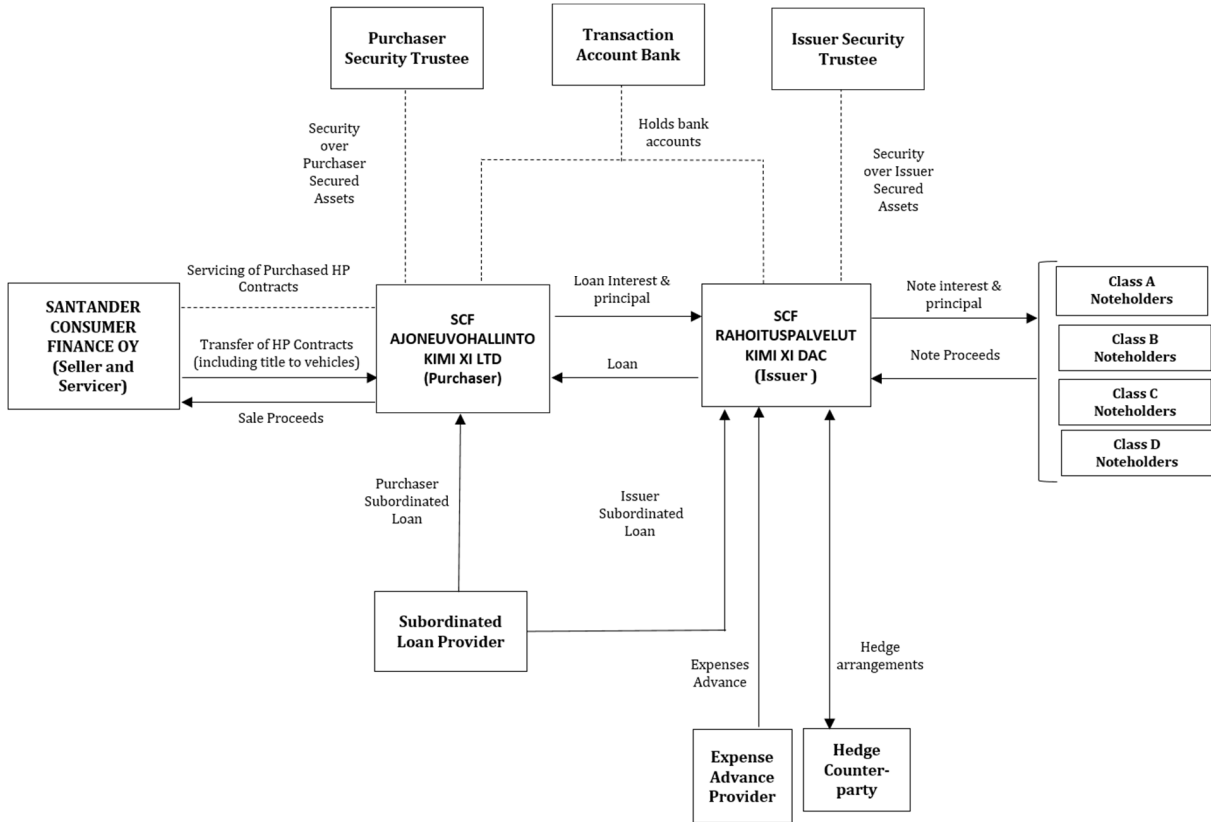 Purchaser
Security Trustee
Transaction
Account Bank
Issuer Security
Trustee
Security
over
Purchaser
Secured
Assets
Holds bank
accounts
Security
over Issuer
Secured
Assets
Servicing of Purchased HP
Contracts
SANTANDER
CONSUMER
FINANCE OY
(Seller and
Servicer)
Transfer of HP Contracts
(including title to vehicles)
Sale Proceeds
SCF
AJONEUVOHALLINTO
KIMI XI LTD
(Purchaser)
Loan Interest &
principal
Loan
SCF
RAHOITUSPALVELUT
KIMI XI DAC
(Issuer )
Note interest &
principal
Note Proceeds
Class A
Noteholders
Class B
Noteholders
Class C
Noteholders
Class D
Noteholders
Purchaser
Subordinated
Loan
Issuer
Subordinated
Loan
Subordinated
Loan Provider
Expenses
Advance
Hedge
arrangements
Expense
Advance
Provider
Hedge
Counter-
party